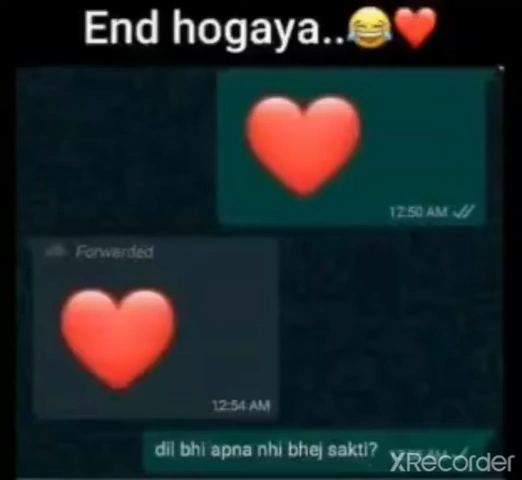 End hogaya..😂❤️
❤️
12:50 AM
Forwarded
❤️
12:54 AM
dil bhi apna nhi bhej sakti?
XRecorder